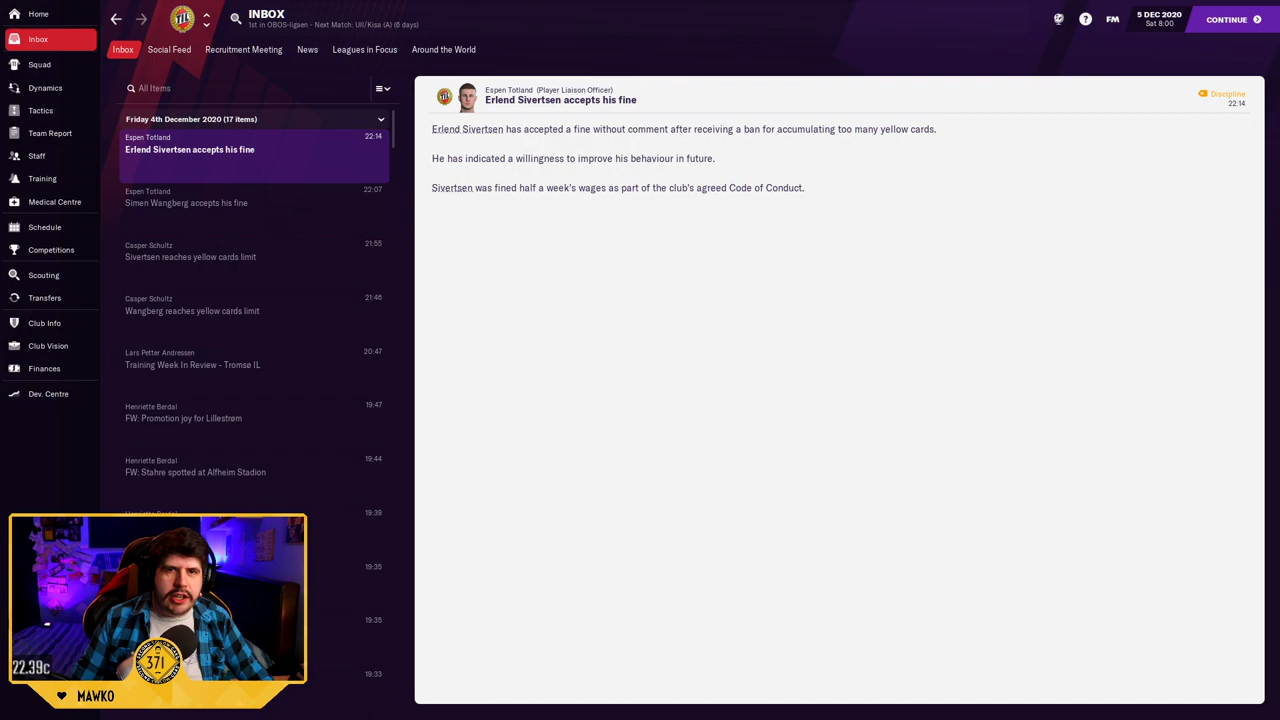 Home
Inbox
Squad
Dynamics
Tactics
Team Report
Staff
Training
Medical Centre
Schedule
Competitions
Scouting
Transfers
Club Info
Club Vision
Finances
Dev. Centre
TIL
INBOX
1st in OBOS-ligaen - Next Match: Ull/Kisa (A) (6 days)
FM
5 DEC 2020
Sat 8:00
CONTINUE
Inbox
Social Feed
Recruitment Meeting
News
Leagues in Focus
Around the World
All Items
Friday 4th December 2020 (17 items)
Espen Totland
22:14
Erlend Sivertsen accepts his fine
Espen Totland
22:07
Simen Wangberg accepts his fine
Casper Schultz
21:55
Sivertsen reaches yellow cards limit
Casper Schultz
21:46
Wangberg reaches yellow cards limit
Lars Petter Andressen
20:47
Training Week In Review - Tromsø IL
Henriette Berdal
19:47
FW: Promotion joy for Lillestrøm
Henriette Berdal
19:44
FW: Stahre spotted at Alfheim Stadion
19:39
19:35
19:35
19:33
Espen Totland (Player Liaison Officer)
Erlend Sivertsen accepts his fine
Discipline
22:14
Erlend Sivertsen has accepted a fine without comment after receiving a ban for accumulating too many yellow cards.
He has indicated a willingness to improve his behaviour in future.
Sivertsen was fined half a week's wages as part of the club's agreed Code of Conduct.
22.39c
371
MAWKO